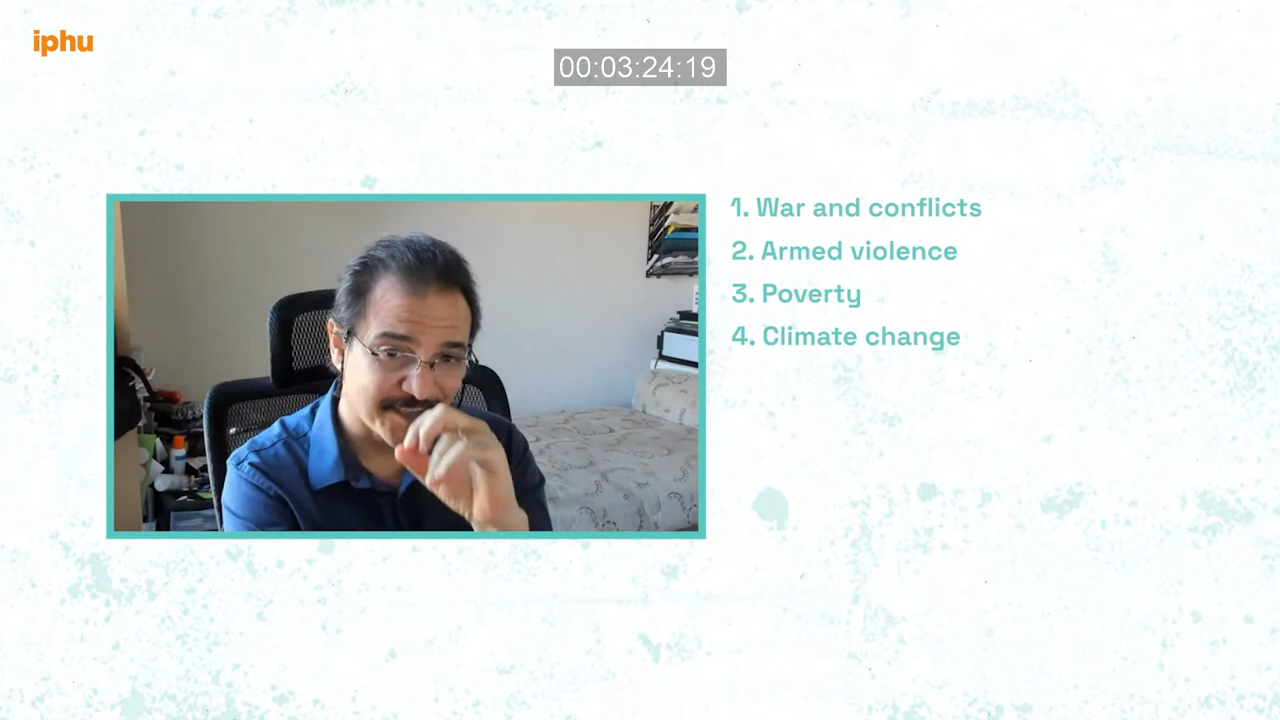 iphu
00:03:24:19
1. War and conflicts
2. Armed violence
3. Poverty
4. Climate change